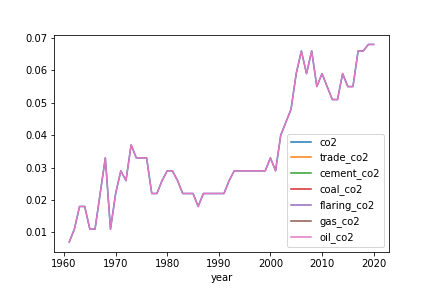 0.07
0.06
0.05
0.04
0.03
0.02
0.01
co2
trade_co2
cement_co2
coal_co2
flaring_co2
gas_co2
oil_co2
1960 1970 1980 1990 2000 2010 2020
year